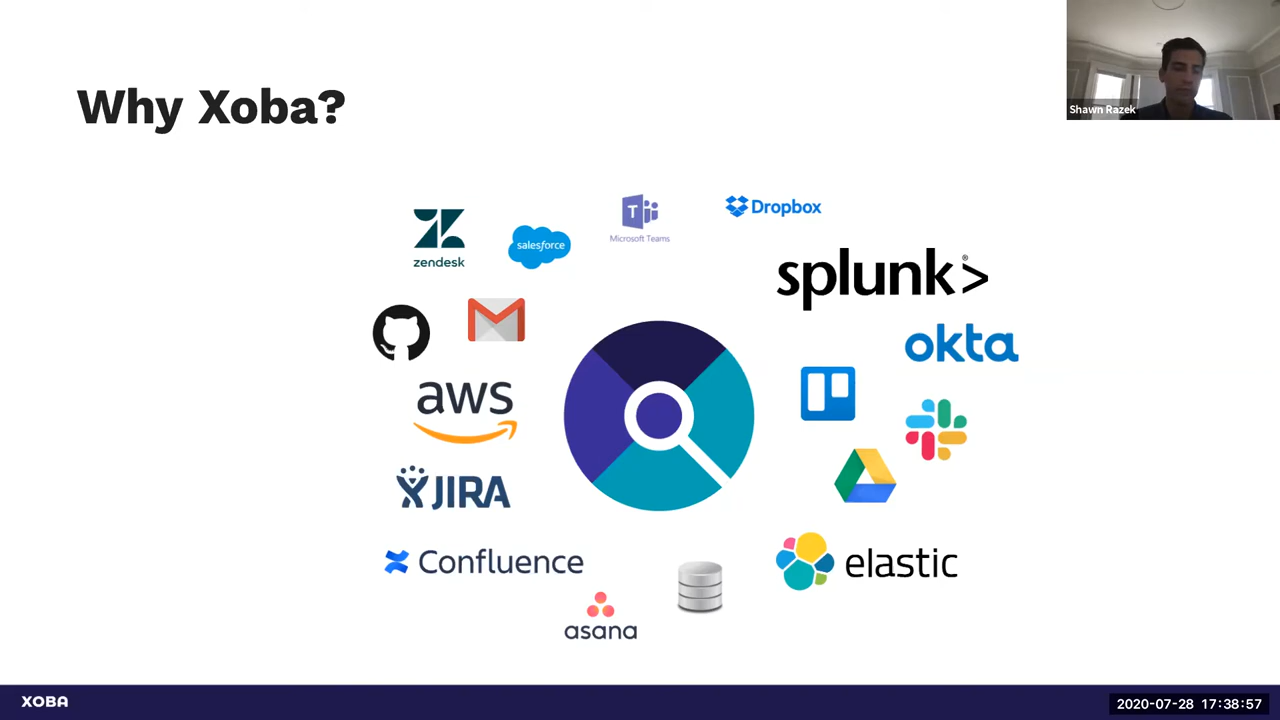 Why Xoba?
Shawn Razek
zendesk
salesforce
T
Microsoft Teams
Dropbox
splunk>®
okta
aws
JIRA
Confluence
elastic
asana
XOBA
2020-07-28 17:38:57